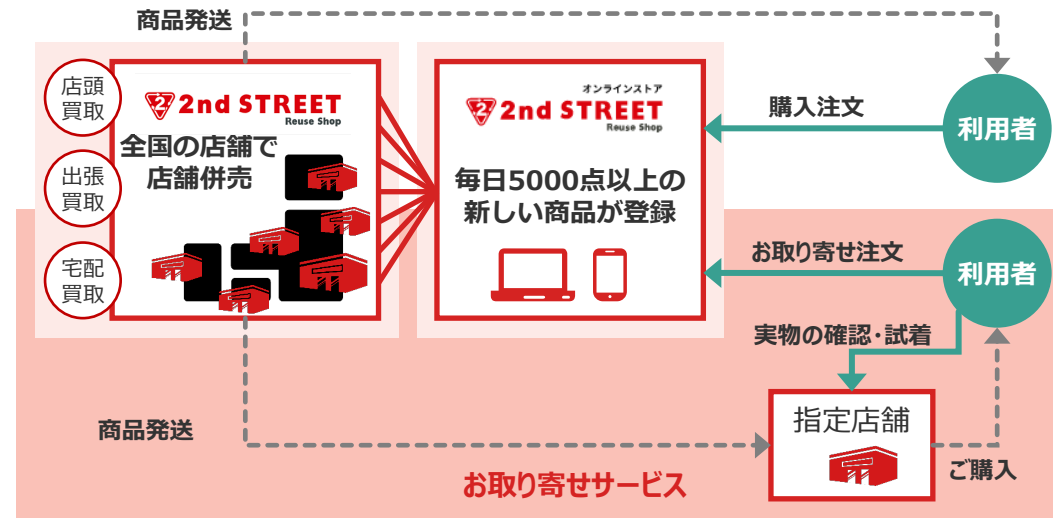 商品発送
店頭
買取
出張
買取
宅配
買取
2 2nd STREET
Reuse Shop
全国の店舗で
店舗併売
オンラインストア
2 2nd STREET
Reuse Shop
毎日5000点以上の
新しい商品が登録
購入注文
利用者
お取り寄せ注文
利用者
実物の確認・試着
商品発送
指定店舗
ご購入
お取り寄せサービス